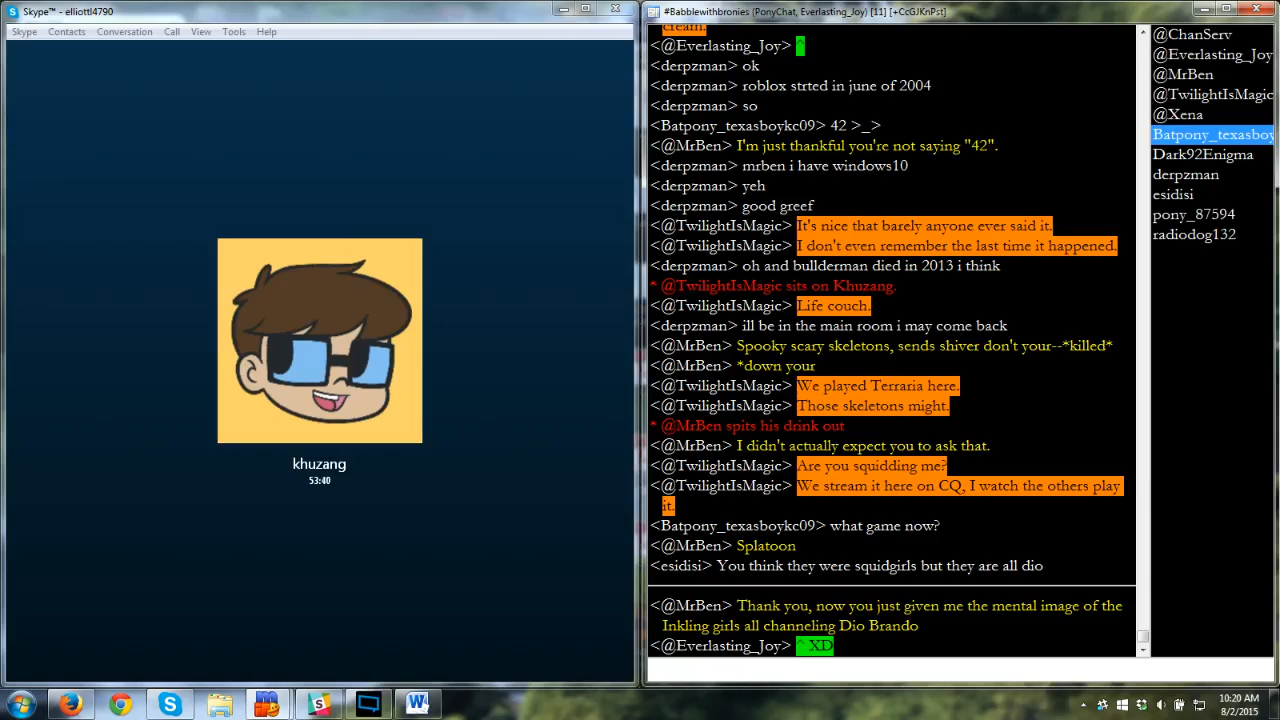 Skype™ - elliottl4790
Skype Contacts Conversation Call View Tools Help
khuzang
53:40
#Babblewithbronies (PonyChat, Everlasting_Joy) [11] [+CcGJKnPst]
cream.
<@Everlasting_Joy> ^
<derpzman> ok
<derpzman> roblox strted in june of 2004
<derpzman> so
<Batpony_texasboykc09> 42 >_>
<@MrBen> I'm just thankful you're not saying "42".
<derpzman> mrben i have windows10
<derpzman> yeh
<derpzman> good greef
<@TwilightIsMagic> It's nice that barely anyone ever said it.
<@TwilightIsMagic> I don't even remember the last time it happened.
<derpzman> oh and bullderman died in 2013 i think
* @TwilightIsMagic sits on Khuzang.
<@TwilightIsMagic> Life couch.
<derpzman> ill be in the main room i may come back
<@MrBen> Spooky scary skeletons, sends shiver don't your--*killed*
<@MrBen> *down your
<@TwilightIsMagic> We played Terraria here.
<@TwilightIsMagic> Those skeletons might.
* @MrBen spits his drink out
<@MrBen> I didn't actually expect you to ask that.
<@TwilightIsMagic> Are you squidding me?
<@TwilightIsMagic> We stream it here on CQ, I watch the others play
it.
<Batpony_texasboykc09> what game now?
<@MrBen> Splatoon
<esidisi> You think they were squidgirls but they are all dio
<@MrBen> Thank you, now you just given me the mental image of the
Inkling girls all channeling Dio Brando
<@Everlasting_Joy> ^ XD
@ChanServ
@Everlasting_Joy
@MrBen
@TwilightIsMagic
@Xena
Batpony_texasboy
Dark92Enigma
derpzman
esidisi
pony_87594
radiodog132
10:20 AM
8/2/2015